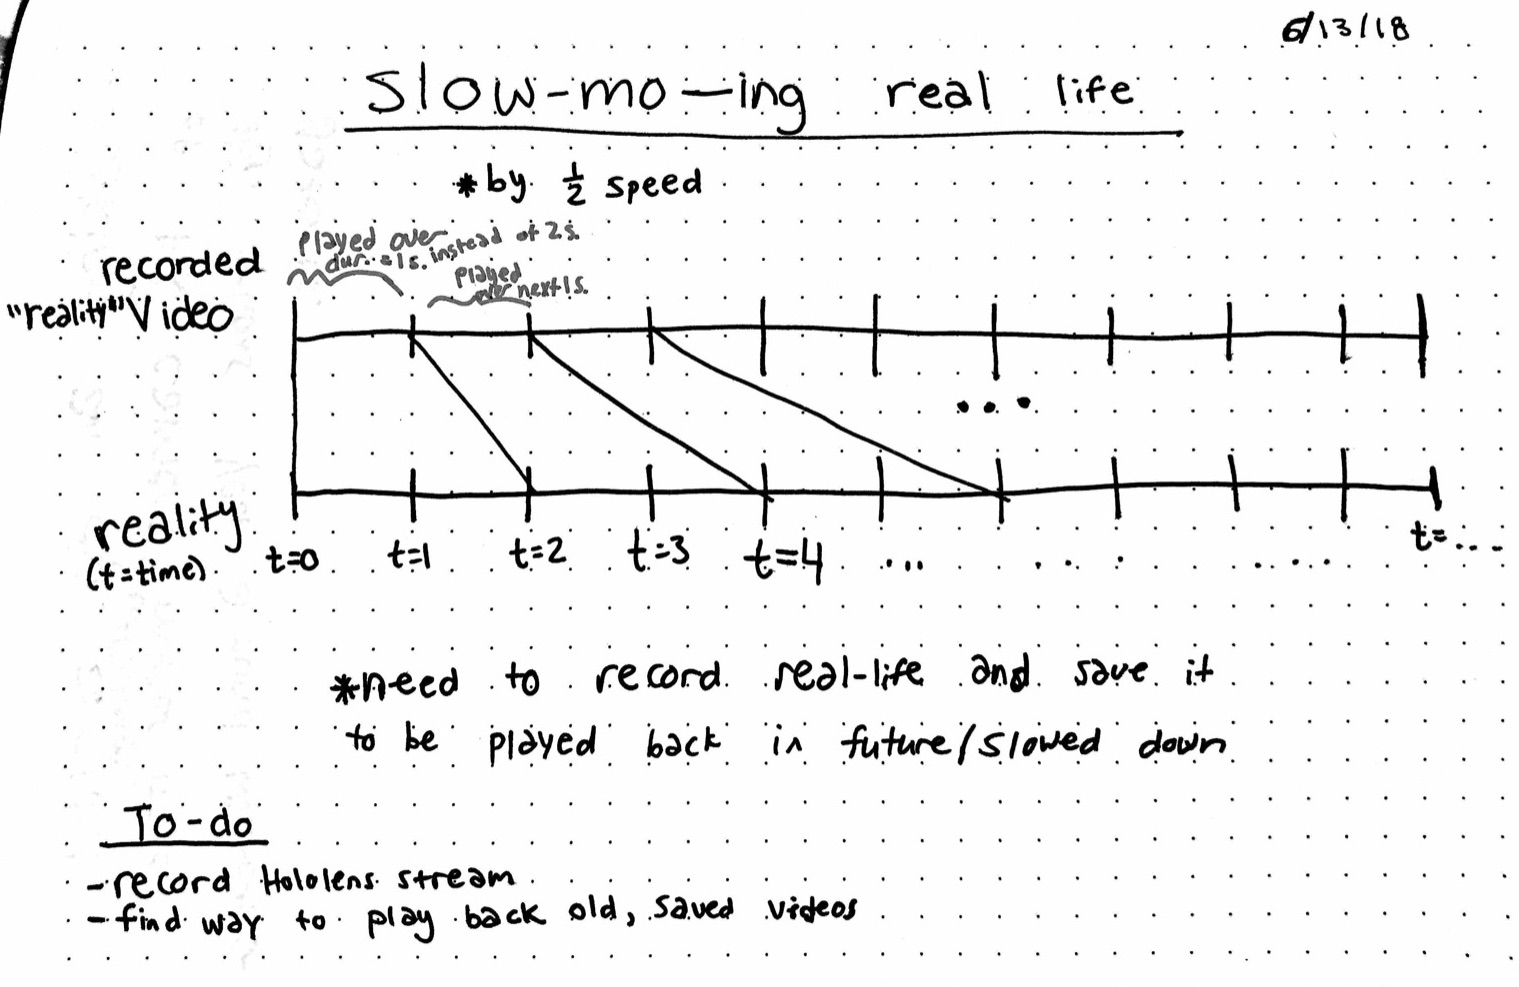 6/13/18
Slow-mo-ing real life
*by ½ speed
played over
dur. = 1s. instead of 2s.
played
over next 1s.
recorded
"reality" Video
reality
(t=time)
t=0 t=1 t=2 t=3 t=4 ... ... ..... t=....
...
*need to record real-life and save it
to be played back in future/slowed down
To-do
-record Hololens stream
-find way to play back old, saved videos